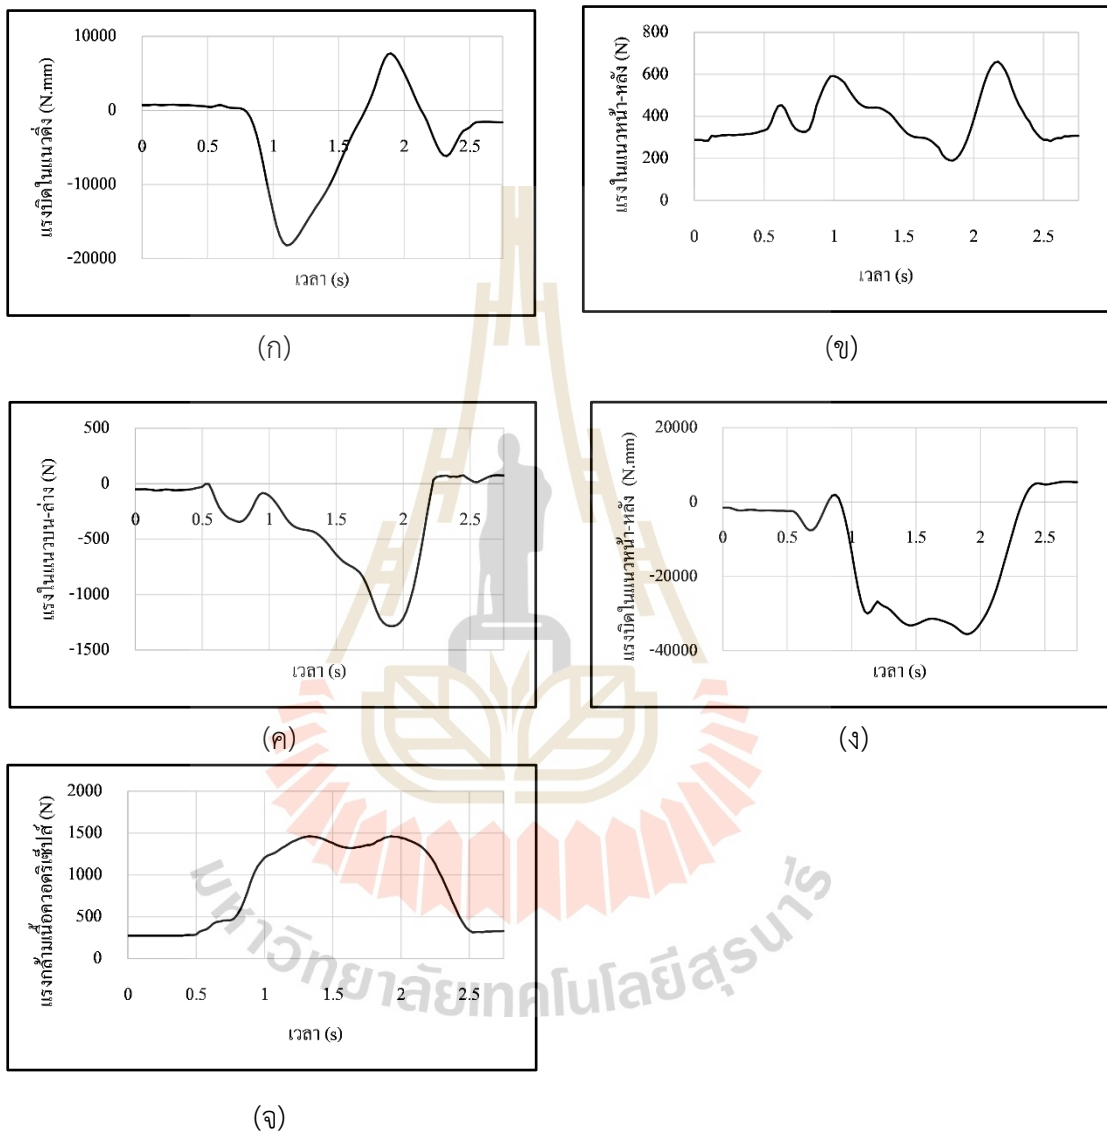 แรงบิดในแนวดิ่ง (N.mm)
10000
0
-10000
-20000
0 0.5 1 1.5 2 2.5
เวลา (s)
(ก)
แรงในแนวหน้า-หลัง (N)
800
600
400
200
0
0 0.5 1 1.5 2 2.5
เวลา (s)
(ข)
แรงในแนวบน-ล่าง (N)
500
0
-500
-1000
-1500
0 0.5 1 1.5 2 2.5
เวลา (s)
(ค)
แรงบิดในแนวหน้า-หลัง (N.mm)
20000
0
-20000
-40000
0 0.5 1 1.5 2 2.5
เวลา (s)
(ง)
แรงกล้ามเนื้อควอดริเซ็ปส์ (N)
2000
1500
1000
500
0
0 0.5 1 1.5 2 2.5
เวลา (s)
(จ)
มหาวิทยาลัยเทคโนโลยีสุรนารี